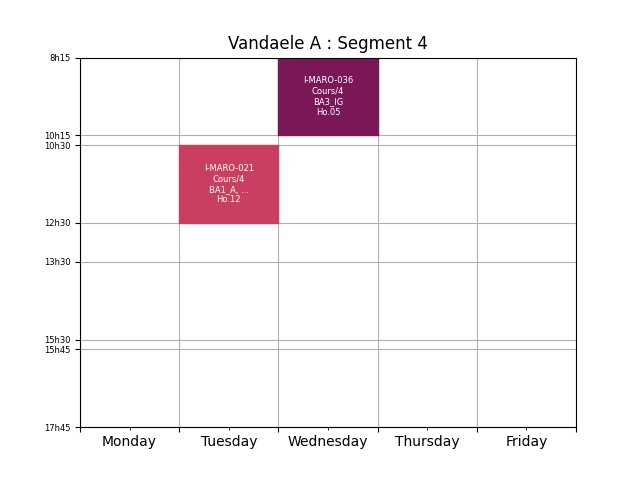 Vandaele A : Segment 4
8h15
I-MARO-036
Cours/4
BA3_IG
Ho.05
10h15
10h30
I-MARO-021
Cours/4
BA1_A, ...
Ho.12
12h30
13h30
15h30
15h45
17h45
Monday Tuesday Wednesday Thursday Friday